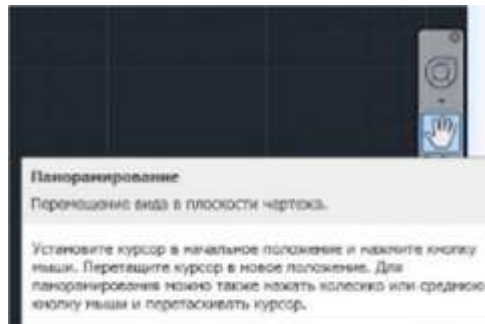 Панорамирование
Перемещение вида в плоскости чертежа.
Установите курсор в начальное положение и нажмите кнопку
мыши. Перетащите курсор в новое положение. Для
панорамирования можно также нажать колесико или среднюю
кнопку мыши и перетаскивать курсор.